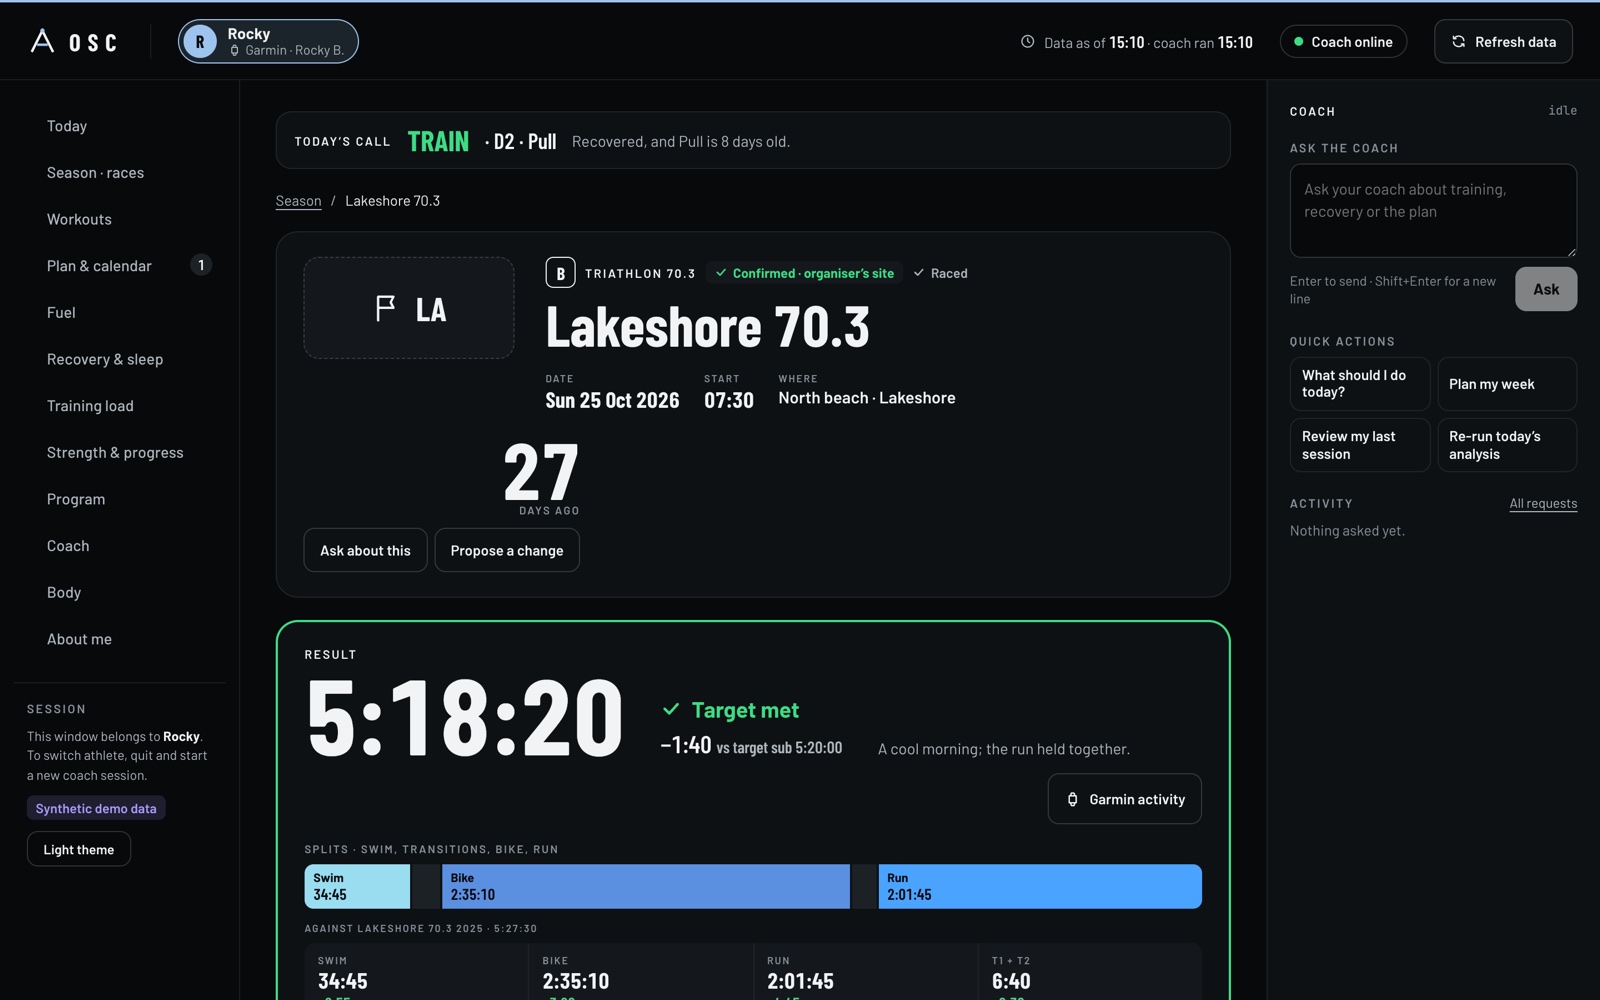 A OSC
R
Rocky
Garmin · Rocky B.
Data as of 15:10 · coach ran 15:10
Coach online
Refresh data
Today
Season · races
Workouts
Plan & calendar 1
Fuel
Recovery & sleep
Training load
Strength & progress
Program
Coach
Body
About me
SESSION
This window belongs to Rocky.
To switch athlete, quit and start
a new coach session.
Synthetic demo data
Light theme
TODAY'S CALL TRAIN · D2 · Pull Recovered, and Pull is 8 days old.
Season / Lakeshore 70.3
LA
B TRIATHLON 70.3 Confirmed · organiser's site Raced
Lakeshore 70.3
DATE START WHERE
Sun 25 Oct 2026 07:30 North beach · Lakeshore
27
DAYS AGO
Ask about this Propose a change
RESULT
5:18:20
Target met
−1:40 vs target sub 5:20:00
A cool morning; the run held together.
Garmin activity
SPLITS · SWIM, TRANSITIONS, BIKE, RUN
Swim Bike Run
34:45 2:35:10 2:01:45
AGAINST LAKESHORE 70.3 2025 · 5:27:30
SWIM BIKE RUN T1 + T2
34:45 2:35:10 2:01:45 6:40
COACH idle
ASK THE COACH
Ask your coach about training,
recovery or the plan
Enter to send · Shift+Enter for a new
line
Ask
QUICK ACTIONS
What should I do
today?
Plan my week
Review my last
session
Re-run today's
analysis
ACTIVITY All requests
Nothing asked yet.